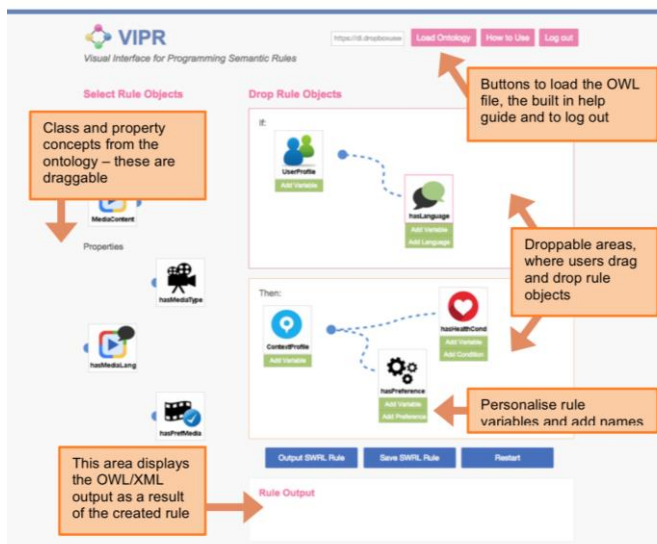 VIPR
Visual Interface for Programming Semantic Rules
https://dl.dropboxuse
Load Ontology
How to Use
Log out
Buttons to load the OWL
file, the built in help
guide and to log out
Select Rule Objects
Drop Rule Objects
Class and property
concepts from the
ontology – these are
draggable
MediaContent
Properties
hasMediaType
hasMediaLang
hasPrefMedia
If:
UserProfile
Add Variable
hasLanguage
Add Variable
Add Language
Droppable areas,
where users drag
and drop rule
objects
Then:
ContextProfile
Add Variable
hasHealthCond
Add Variable
Add Condition
hasPreference
Add Variable
Add Preference
Personalise rule
variables and add names
Output SWRL Rule
Save SWRL Rule
Restart
This area displays
the OWL/XML
output as a result
of the created rule
Rule Output